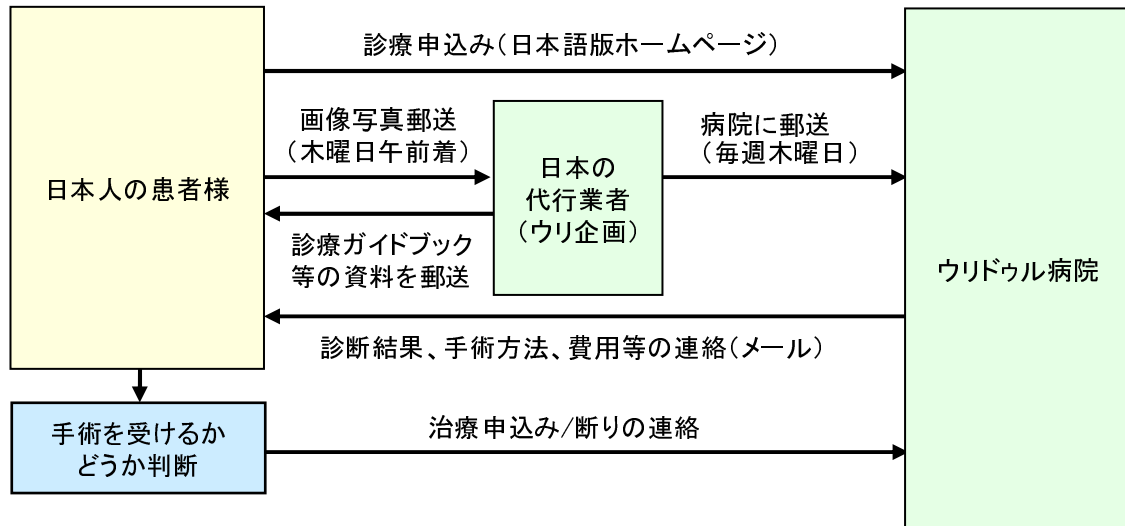 診療申込み（日本語版ホームページ）
画像写真郵送
（木曜日午前着）
病院に郵送
（毎週木曜日）
日本人の患者様
日本の
代行業者
（ウリ企画）
診療ガイドブック
等の資料を郵送
ウリドゥル病院
診断結果、手術方法、費用等の連絡（メール）
手術を受けるか
どうか判断
治療申込み/断りの連絡